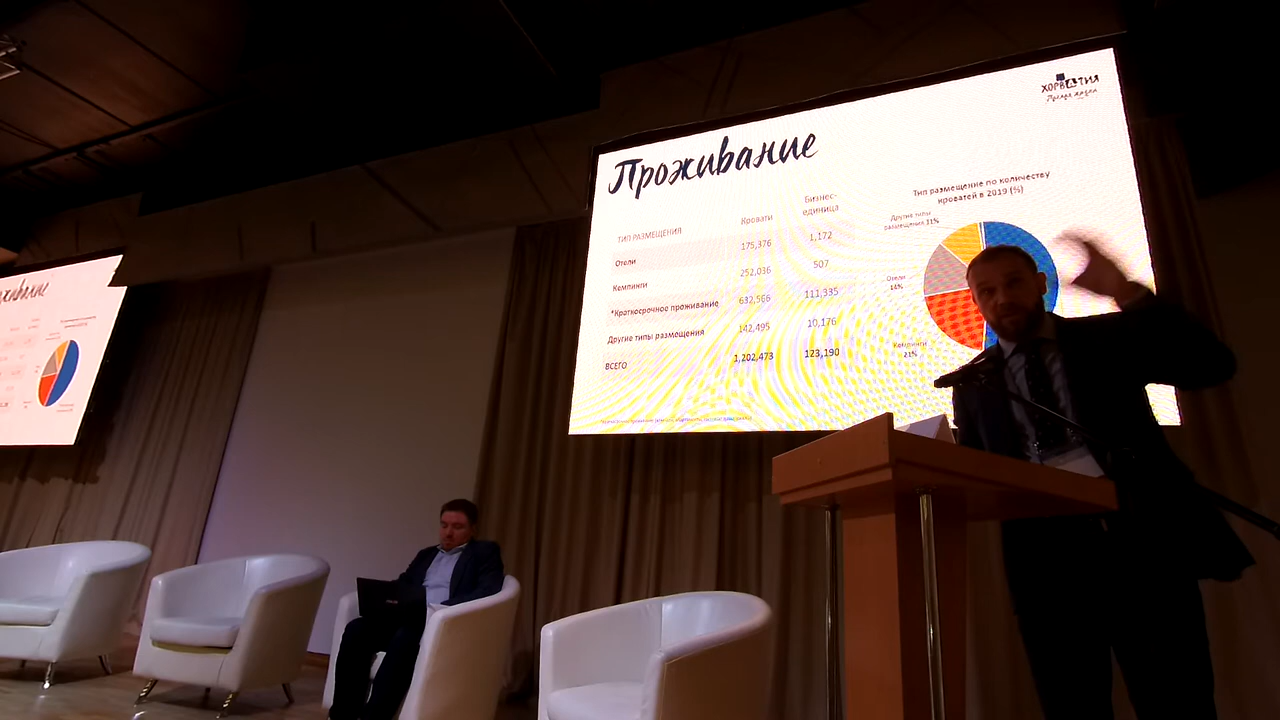 ХОРВАТИЯ
Проживание
ТИП РАЗМЕЩЕНИЯ Кровати Бизнес-единица
Отели 175,376 1,172
Кемпинги 252,036 507
*Краткосрочное проживание 632,566 111,335
Другие типы размещения 142,495 10,176
ВСЕГО 1,202,473 123,190
Тип размещение по количеству
кроватей в 2019 (%)
Другие типы
размещения 31%
Отели
14%
Кемпинги
21%